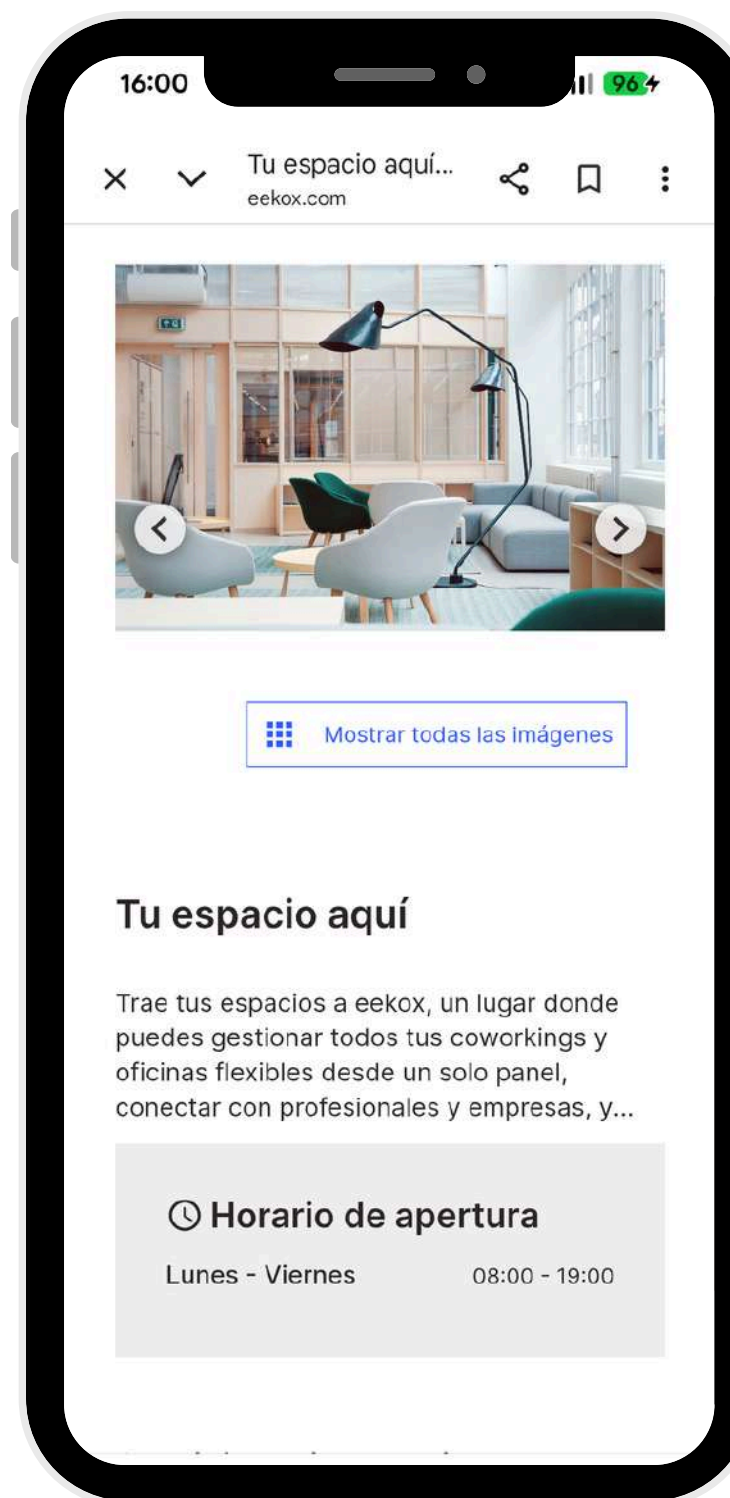 16:00
96
Tu espacio aquí...
eekox.com
Mostrar todas las imágenes
Tu espacio aquí
Trae tus espacios a eekox, un lugar donde
puedes gestionar todos tus coworkings y
oficinas flexibles desde un solo panel,
conectar con profesionales y empresas, y...
Horario de apertura
Lunes - Viernes 08:00 - 19:00